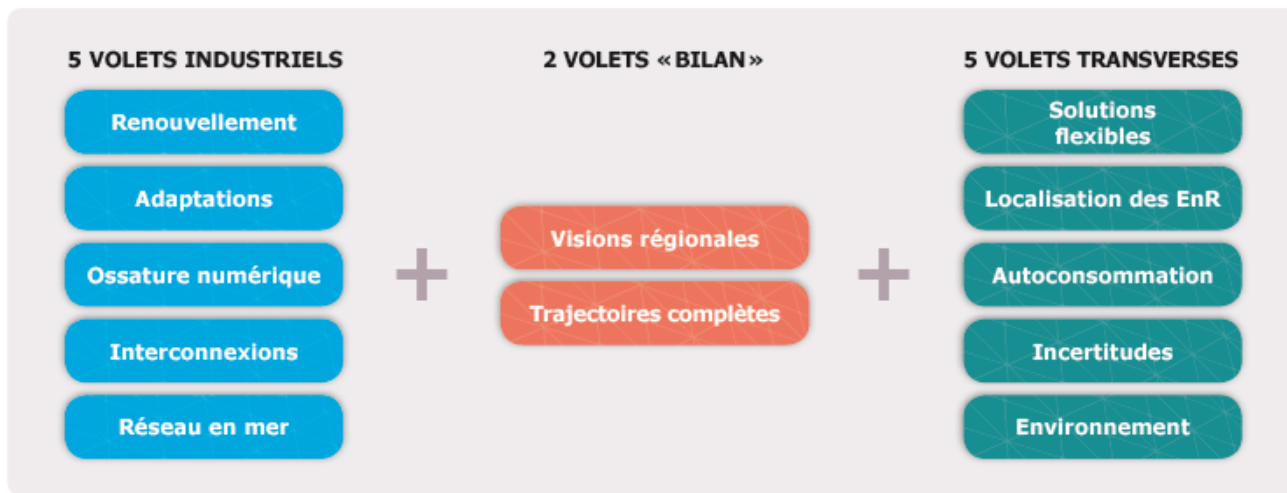 5 VOLETS INDUSTRIELS
Renouvellement
Adaptations
Ossature numérique
Interconnexions
Réseau en mer
+
2 VOLETS « BILAN »
Visions régionales
Trajectoires complètes
+
5 VOLETS TRANSVERSES
Solutions
flexibles
Localisation des EnR
Autoconsommation
Incertitudes
Environnement